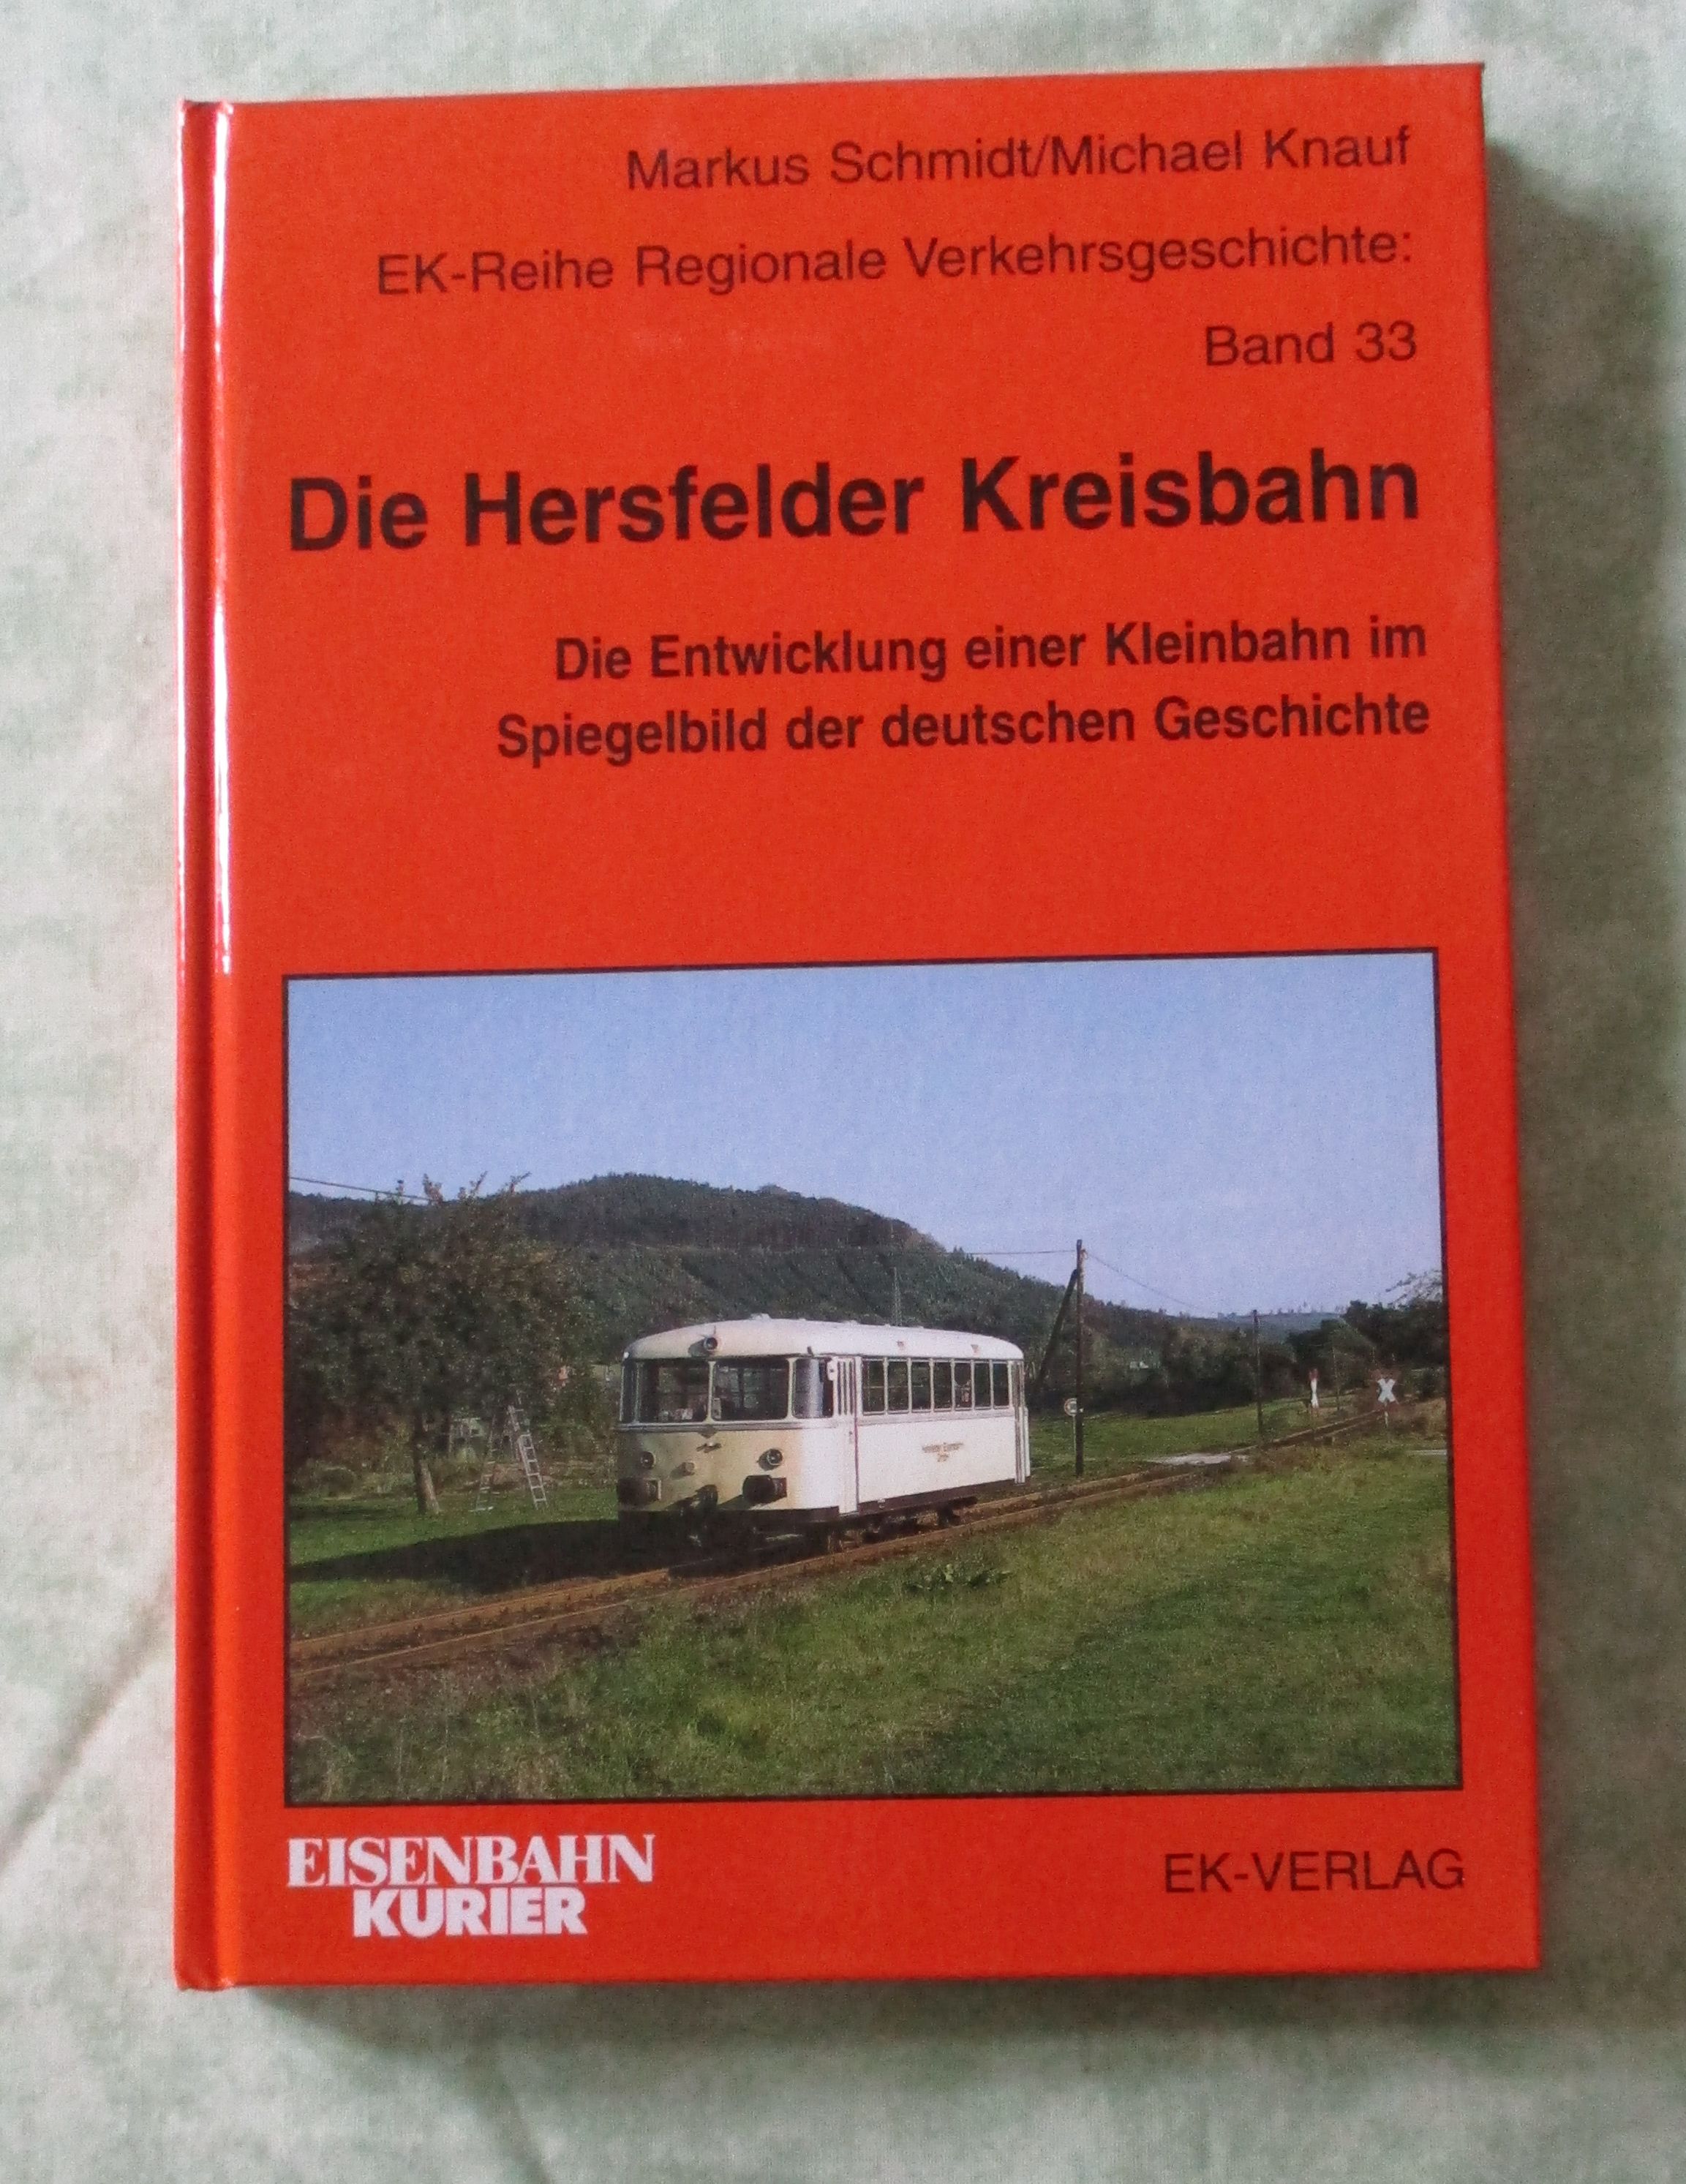 Markus Schmidt/Michael Knauf
EK-Reihe Regionale Verkehrsgeschichte:
Band 33
Die Hersfelder Kreisbahn
Die Entwicklung einer Kleinbahn im
Spiegelbild der deutschen Geschichte
EISENBAHN
KURIER
EK-VERLAG